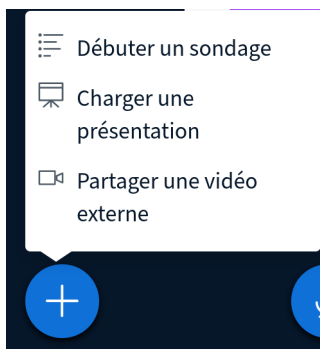 Débuter un sondage
Charger une
présentation
Partager une vidéo
externe